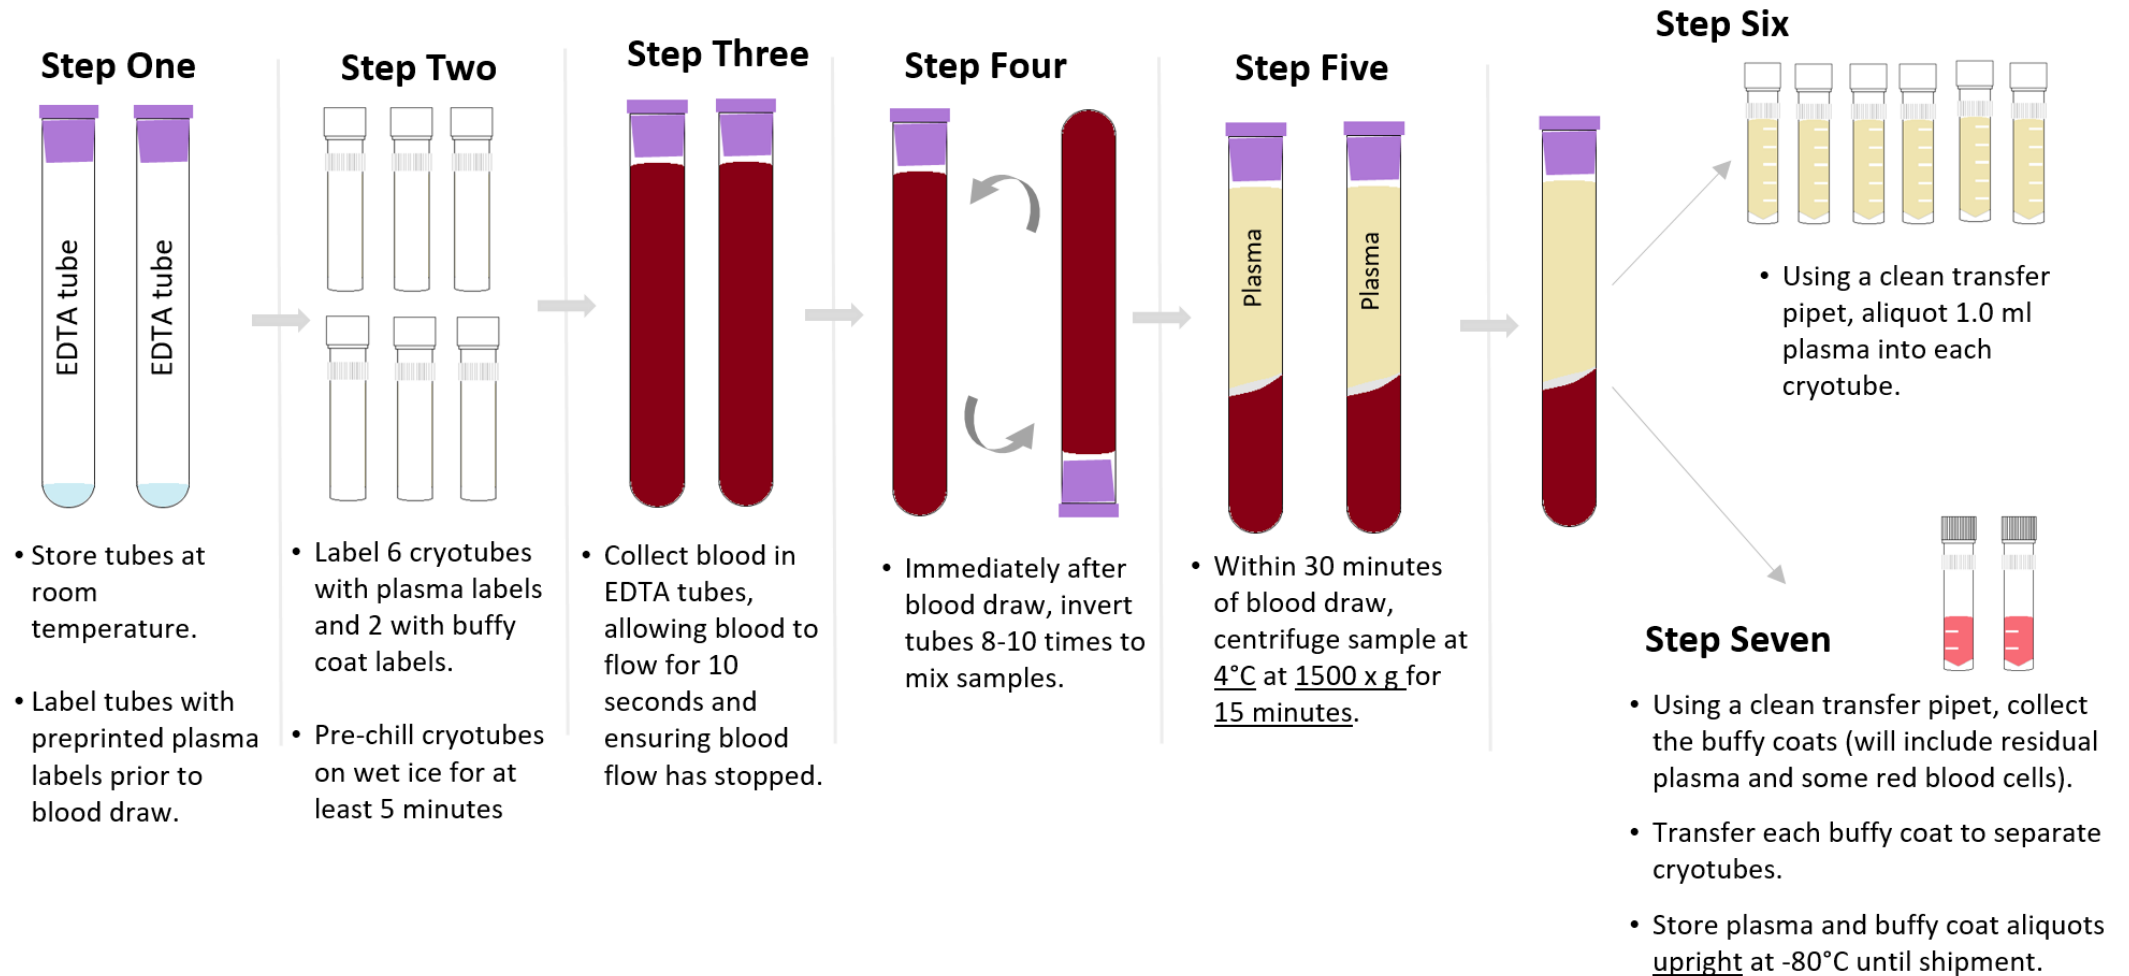 Step One
EDTA tube
EDTA tube
• Store tubes at
room
temperature.
• Label tubes with
preprinted plasma
labels prior to
blood draw.
Step Two
• Label 6 cryotubes
with plasma labels
and 2 with buffy
coat labels.
• Pre-chill cryotubes
on wet ice for at
least 5 minutes
Step Three
• Collect blood in
EDTA tubes,
allowing blood to
flow for 10
seconds and
ensuring blood
flow has stopped.
Step Four
• Immediately after
blood draw, invert
tubes 8-10 times to
mix samples.
Step Five
Plasma
Plasma
• Within 30 minutes
of blood draw,
centrifuge sample at
4°C at 1500 x g for
15 minutes.
Step Six
• Using a clean transfer
pipet, aliquot 1.0 ml
plasma into each
cryotube.
Step Seven
• Using a clean transfer pipet, collect
the buffy coats (will include residual
plasma and some red blood cells).
• Transfer each buffy coat to separate
cryotubes.
• Store plasma and buffy coat aliquots
upright at -80°C until shipment.